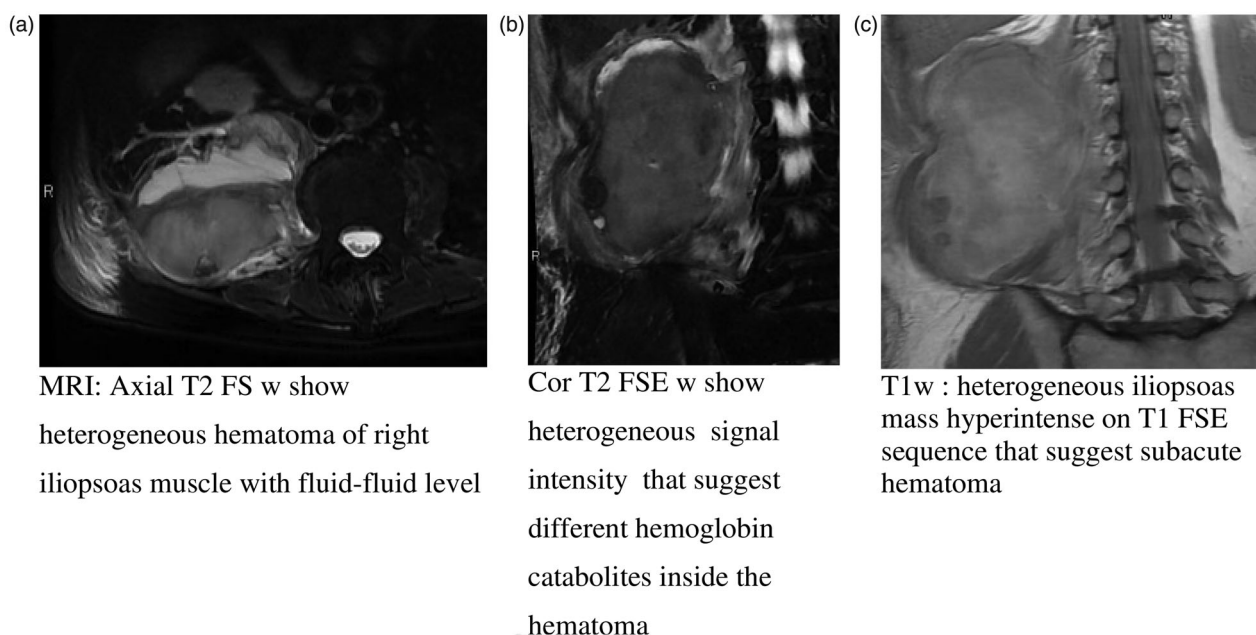 (a)
R
MRI: Axial T2 FS w show
heterogeneous hematoma of right
iliopsoas muscle with fluid-fluid level
(b)
R
Cor T2 FSE w show
heterogeneous signal
intensity that suggest
different hemoglobin
catabolites inside the
hematoma
(c)
T1w : heterogeneous iliopsoas
mass hyperintense on T1 FSE
sequence that suggest subacute
hematoma